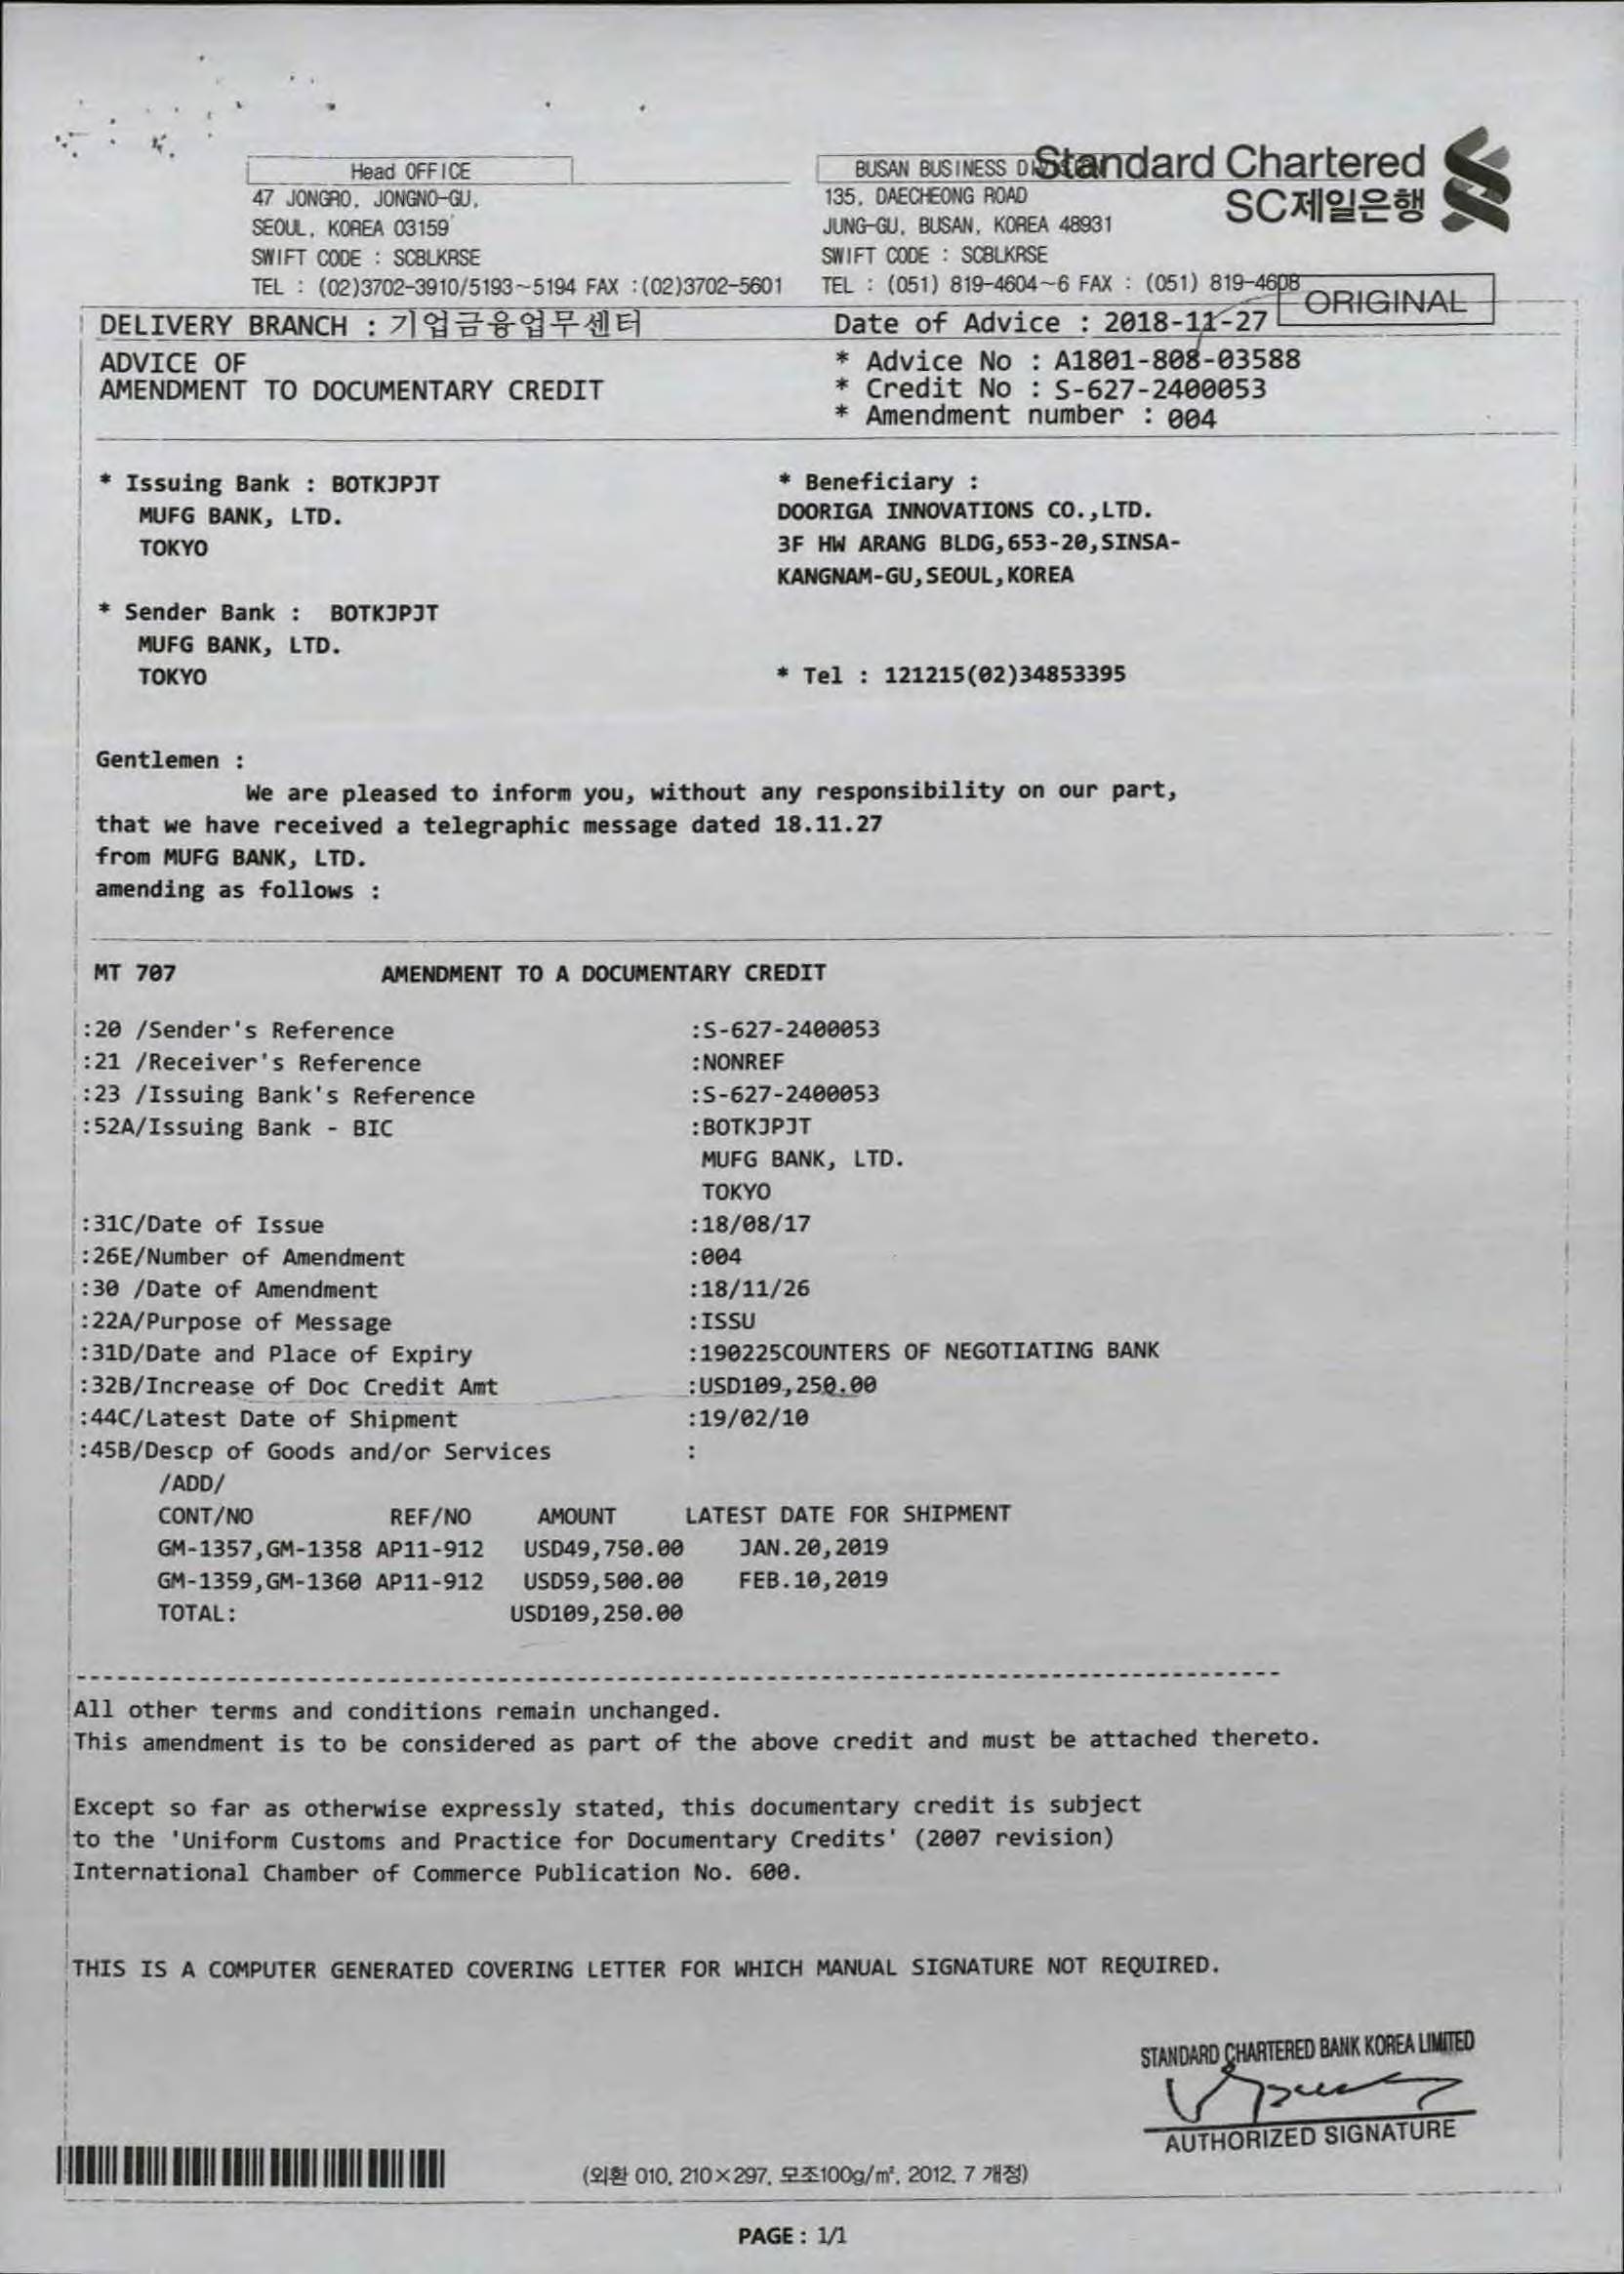 Head OFFICE
47 JONGRO, JONGNO-GU,
SEOUL, KOREA 03159
SWIFT CODE : SCBLKRSE
TEL : (02)3702-3910/5193~5194 FAX :(02)3702-5601
BUSAN BUSINESS
135, DAECHEONG ROAD
JUNG-GU, BUSAN, KOREA 48931
SWIFT CODE : SCBLKRSE
TEL : (051) 819-4604~6 FAX : (051) 819-4608
Standard Chartered
SC제일은행
ORIGINAL
DELIVERY BRANCH : 기업금융업무센터
Date of Advice : 2018-11-27
ADVICE OF
AMENDMENT TO DOCUMENTARY CREDIT
* Advice No : A1801-808-03588
* Credit No : S-627-2400053
* Amendment number : 004
* Issuing Bank : BOTKJPJT
MUFG BANK, LTD.
TOKYO
* Beneficiary :
DOORIGA INNOVATIONS CO.,LTD.
3F HW ARANG BLDG,653-20,SINSA-
KANGNAM-GU,SEOUL,KOREA
* Sender Bank : BOTKJPJT
MUFG BANK, LTD.
TOKYO
* Tel : 121215(02)34853395
Gentlemen :
We are pleased to inform you, without any responsibility on our part,
that we have received a telegraphic message dated 18.11.27
from MUFG BANK, LTD.
amending as follows :
MT 707 AMENDMENT TO A DOCUMENTARY CREDIT
:20 /Sender's Reference :S-627-2400053
:21 /Receiver's Reference :NONREF
:23 /Issuing Bank's Reference :S-627-2400053
:52A/Issuing Bank - BIC :BOTKJPJT
MUFG BANK, LTD.
TOKYO
:31C/Date of Issue :18/08/17
:26E/Number of Amendment :004
:30 /Date of Amendment :18/11/26
:22A/Purpose of Message :ISSU
:31D/Date and Place of Expiry :190225COUNTERS OF NEGOTIATING BANK
:32B/Increase of Doc Credit Amt :USD109,250.00
:44C/Latest Date of Shipment :19/02/10
:45B/Descp of Goods and/or Services :
/ADD/
CONT/NO REF/NO AMOUNT LATEST DATE FOR SHIPMENT
GM-1357,GM-1358 AP11-912 USD49,750.00 JAN.20,2019
GM-1359,GM-1360 AP11-912 USD59,500.00 FEB.10,2019
TOTAL: USD109,250.00
All other terms and conditions remain unchanged.
This amendment is to be considered as part of the above credit and must be attached thereto.
Except so far as otherwise expressly stated, this documentary credit is subject
to the 'Uniform Customs and Practice for Documentary Credits' (2007 revision)
International Chamber of Commerce Publication No. 600.
THIS IS A COMPUTER GENERATED COVERING LETTER FOR WHICH MANUAL SIGNATURE NOT REQUIRED.
STANDARD CHARTERED BANK KOREA LIMITED
AUTHORIZED SIGNATURE
(외환 010, 210×297, 모조100g/㎡, 2012, 7 개정)
PAGE : 1/1